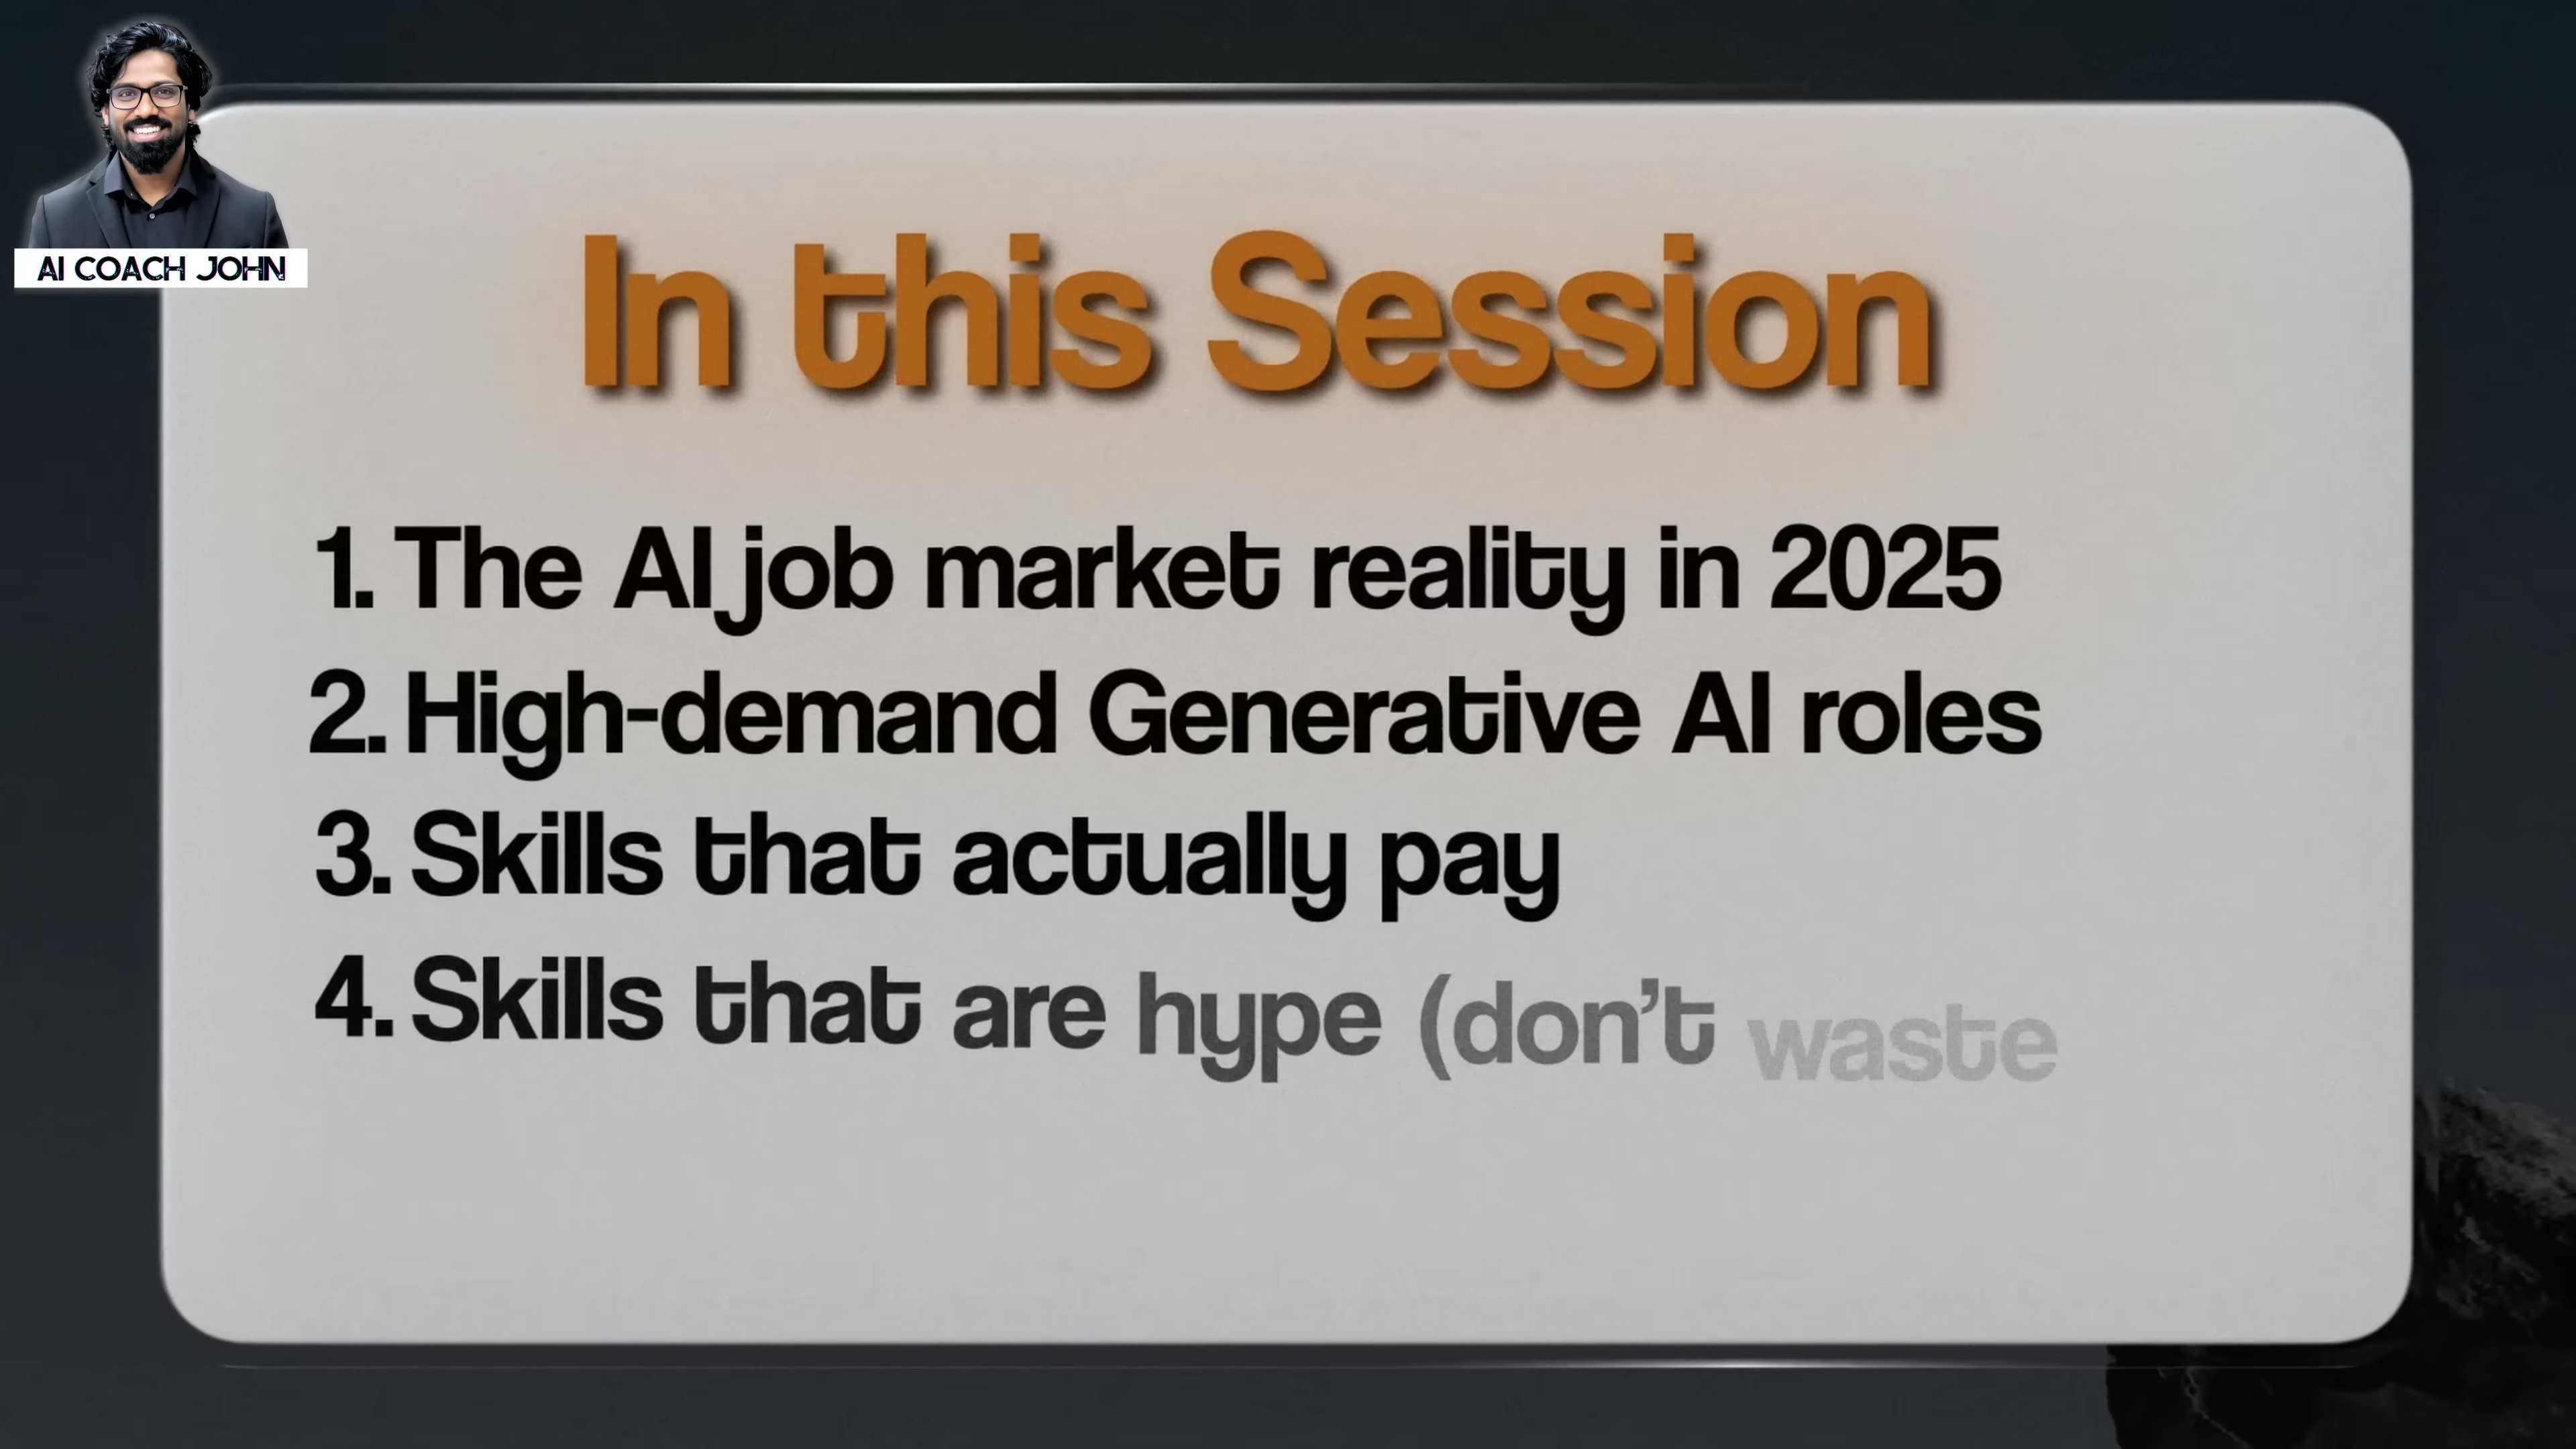 AI COACH JOHN
In this Session
1. The AI job market reality in 2025
2. High-demand Generative AI roles
3. Skills that actually pay
4. Skills that are hype (don't waste